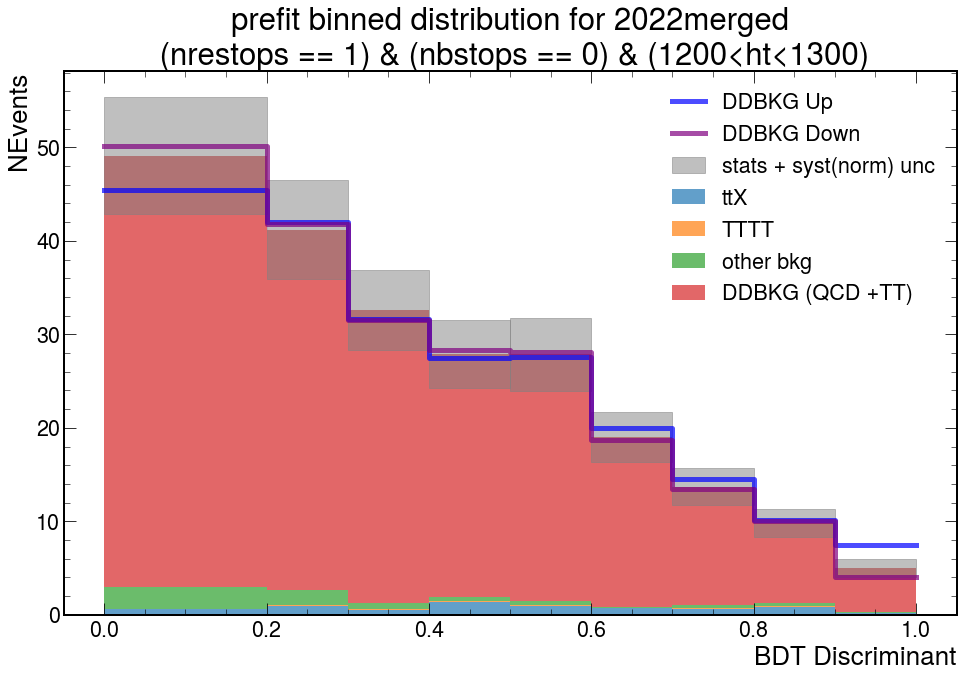 prefit binned distribution for 2022merged
(nrestops == 1) & (nbstops == 0) & (1200<ht<1300)
NEvents
50
40
30
20
10
0
DDBKG Up
DDBKG Down
stats + syst(norm) unc
ttX
TTTT
other bkg
DDBKG (QCD +TT)
0.0 0.2 0.4 0.6 0.8 1.0
BDT Discriminant